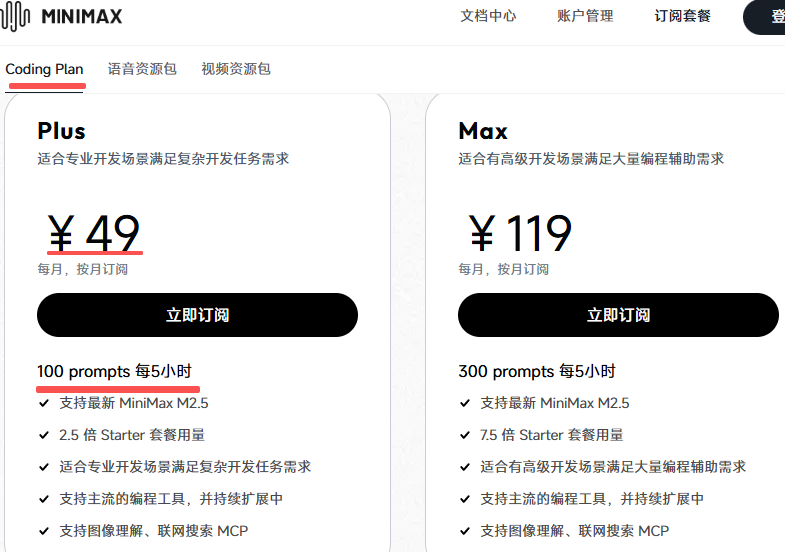 MINIMAX
文档中心 账户管理 订阅套餐
Coding Plan 语音资源包 视频资源包
Plus
适合专业开发场景满足复杂开发任务需求
¥ 49
每月，按月订阅
立即订阅
100 prompts 每5小时
支持最新 MiniMax M2.5
2.5 倍 Starter 套餐用量
适合专业开发场景满足复杂开发任务需求
支持主流的编程工具，并持续扩展中
支持图像理解、联网搜索 MCP
Max
适合有高级开发场景满足大量编程辅助需求
¥ 119
每月，按月订阅
立即订阅
300 prompts 每5小时
支持最新 MiniMax M2.5
7.5 倍 Starter 套餐用量
适合有高级开发场景满足大量编程辅助需求
支持主流的编程工具，并持续扩展中
支持图像理解、联网搜索 MCP